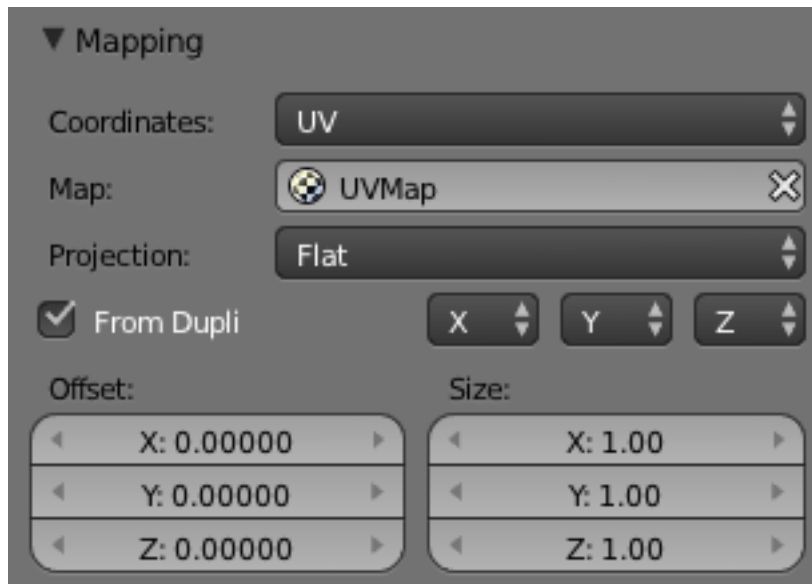 Mapping
Coordinates: UV
Map: UVMap
Projection: Flat
From Dupli X Y Z
Offset: Size:
X: 0.00000 X: 1.00
Y: 0.00000 Y: 1.00
Z: 0.00000 Z: 1.00